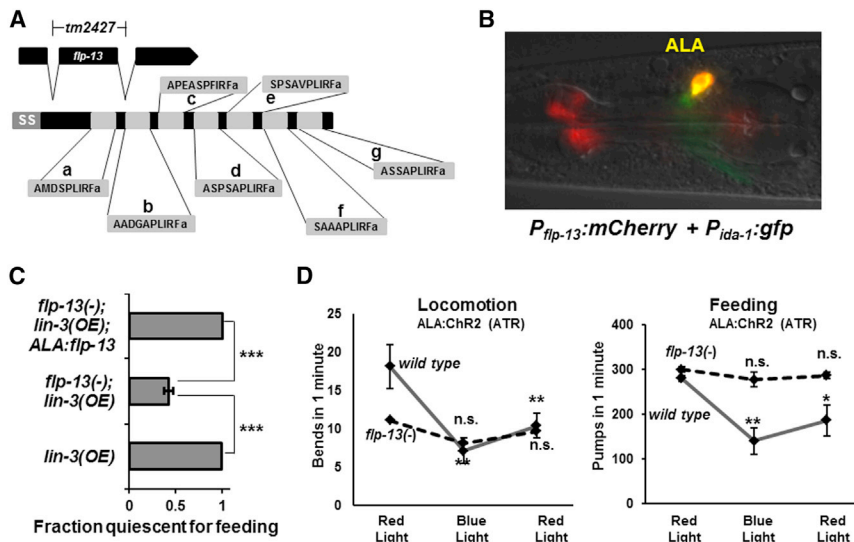 A
tm2427
flp-13
APEASPFIRFa
SPSAVPLIRFa
c
e
SS
a
g
d
ASSAPLIRFa
AMDSPLIRFa
ASPSAPLIRFa
b
f
AADGAPLIRFa
SAAAPLIRFa
B
ALA
Pflp-13:mCherry + Pida-1:gfp
C
flp-13(-);
lin-3(OE);
ALA:flp-13
flp-13(-);
lin-3(OE)
lin-3(OE)
***
***
0
0.5
1
Fraction quiescent for feeding
D
Locomotion
ALA:ChR2 (ATR)
Bends in 1 minute
25
20
15
10
5
0
wild type
flp-13(-)
n.s.
**
**
n.s.
Red
Light
Blue
Light
Red
Light
Feeding
ALA:ChR2 (ATR)
Pumps in 1 minute
400
300
200
100
0
flp-13(-)
n.s.
n.s.
wild type
**
*
Red
Light
Blue
Light
Red
Light